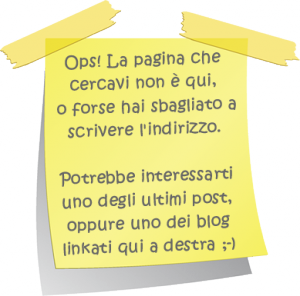 Ops! La pagina che
cercavi non è qui,
o forse hai sbagliato a
scrivere l'indirizzo.
Potrebbe interessarti
uno degli ultimi post,
oppure uno dei blog
linkati qui a destra ;-)